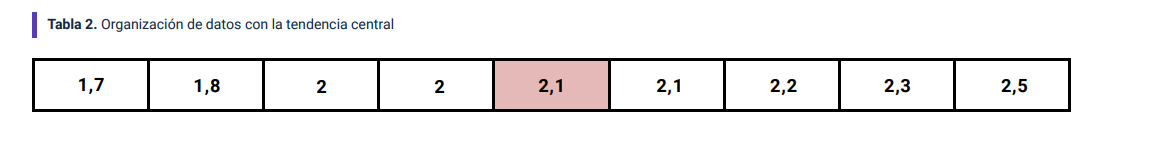 Tabla 2. Organización de datos con la tendencia central
1,7 1,8 2 2 2,1 2,1 2,2 2,3 2,5